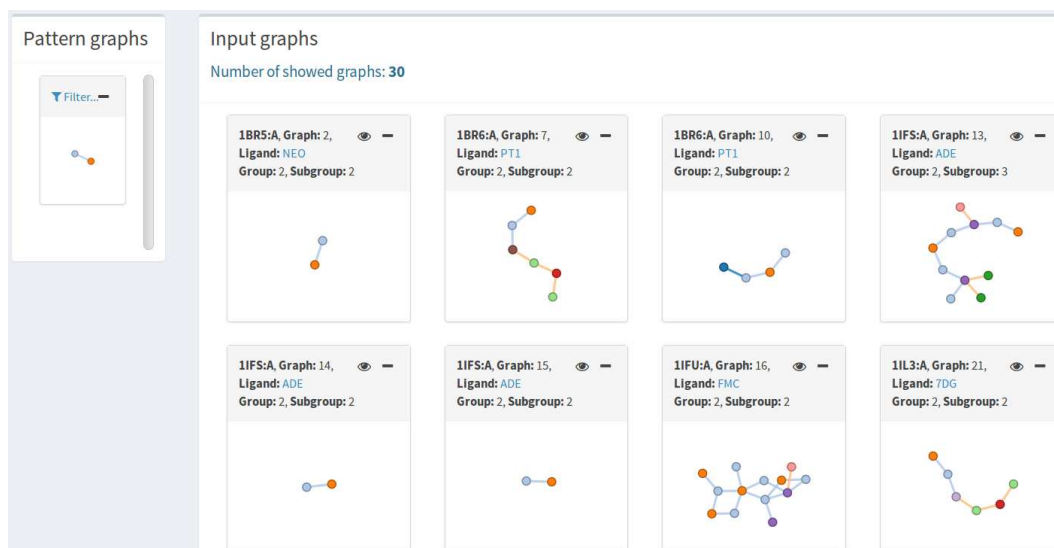 Pattern graphs
Filter...
Input graphs
Number of showed graphs: 30
1BR5:A, Graph: 2,
Ligand: NEO
Group: 2, Subgroup: 2
1BR6:A, Graph: 7,
Ligand: PT1
Group: 2, Subgroup: 2
1BR6:A, Graph: 10,
Ligand: PT1
Group: 2, Subgroup: 2
1IFS:A, Graph: 13,
Ligand: ADE
Group: 2, Subgroup: 3
1IFS:A, Graph: 14,
Ligand: ADE
Group: 2, Subgroup: 2
1IFS:A, Graph: 15,
Ligand: ADE
Group: 2, Subgroup: 2
1IFU:A, Graph: 16,
Ligand: FMC
Group: 2, Subgroup: 2
1IL3:A, Graph: 21,
Ligand: 7DG
Group: 2, Subgroup: 2